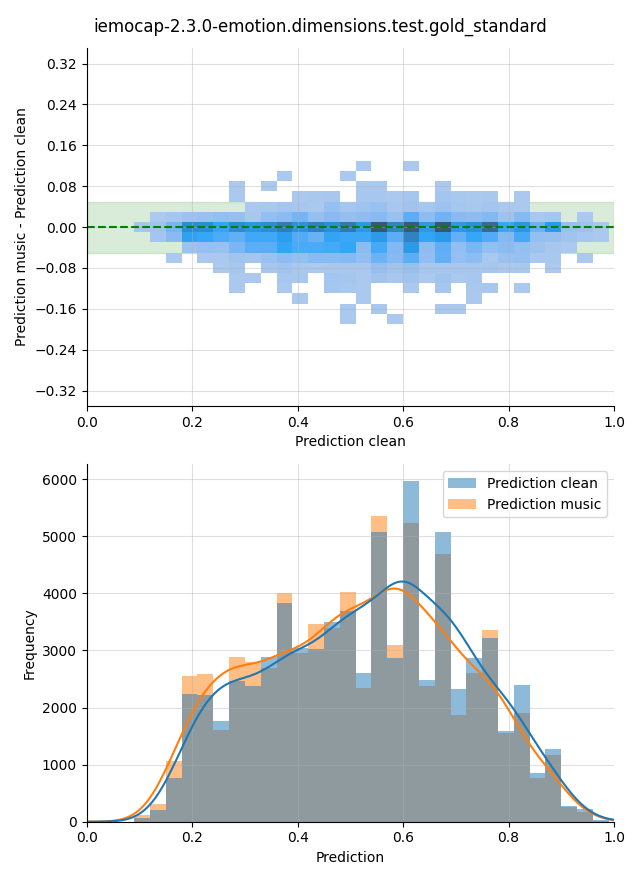 iemocap-2.3.0-emotion.dimensions.test.gold_standard
0.32
0.24
0.16
0.08
0.00
−0.08
−0.16
−0.24
−0.32
Prediction music - Prediction clean
0.0 0.2 0.4 0.6 0.8 1.0
Prediction clean
6000
5000
4000
3000
2000
1000
0
Frequency
Prediction clean
Prediction music
0.0 0.2 0.4 0.6 0.8 1.0
Prediction